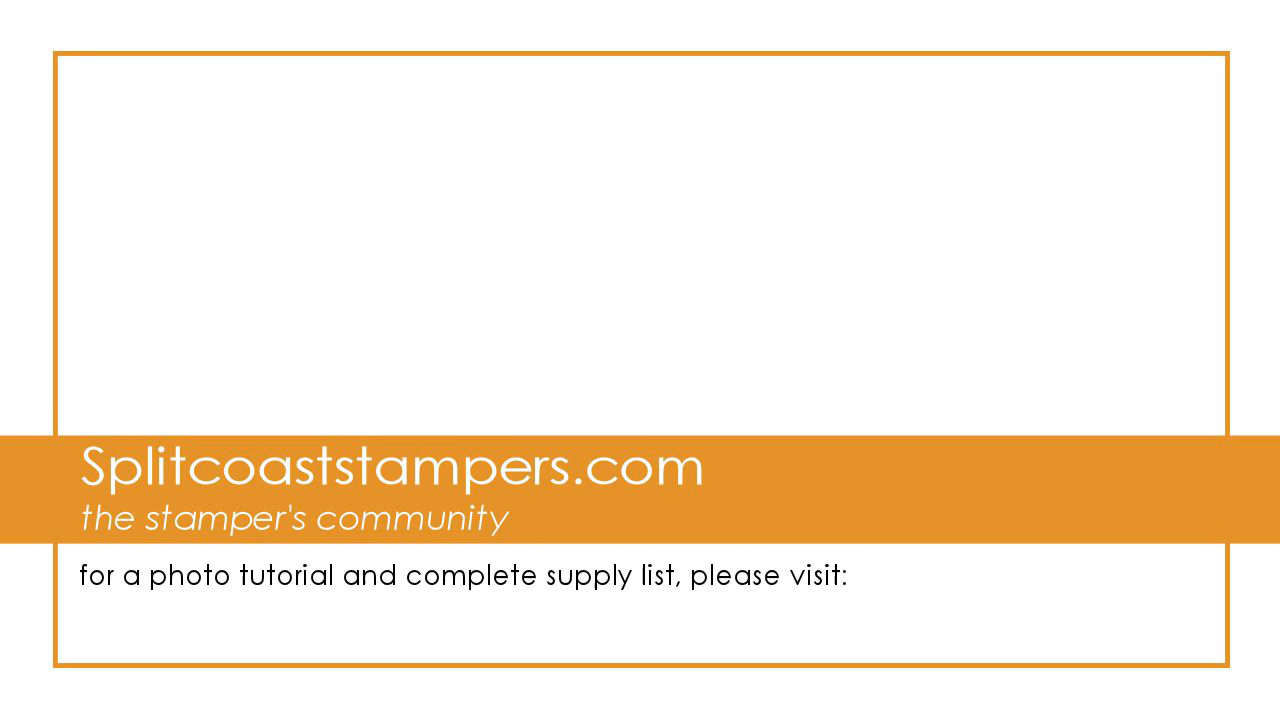 Splitcoaststampers.com
the stamper's community
for a photo tutorial and complete supply list, please visit: